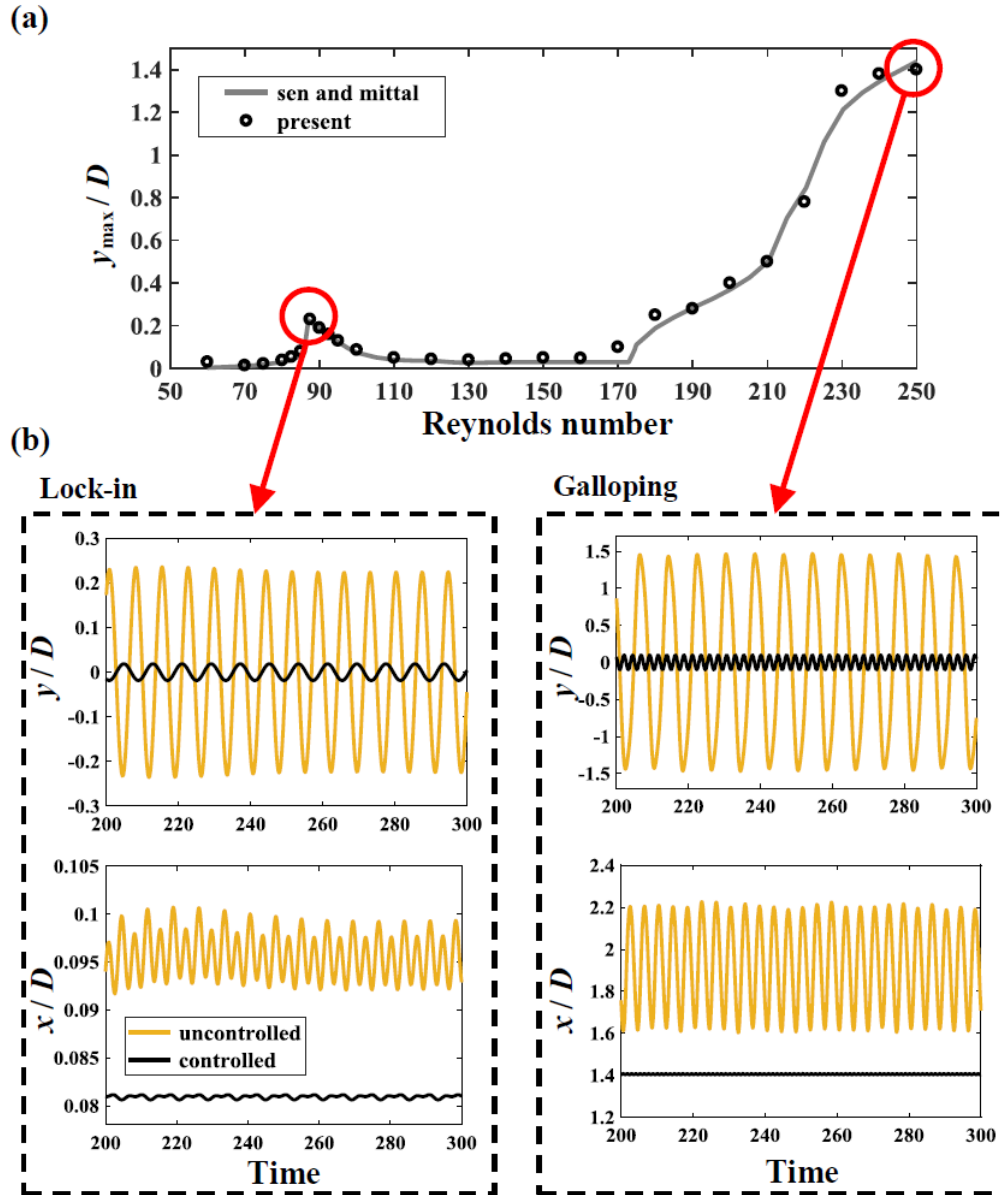 (a)
1.4
1.2
1
0.8
0.6
0.4
0.2
0
y_max / D
sen and mittal
present
50 70 90 110 130 150 170 190 210 230 250
Reynolds number
(b)
Lock-in
0.3
0.2
0.1
0
-0.1
-0.2
-0.3
y / D
200 220 240 260 280 300
0.105
0.1
0.095
0.09
0.085
0.08
x / D
uncontrolled
controlled
200 220 240 260 280 300
Time
Galloping
1.5
1
0.5
0
-0.5
-1
-1.5
y / D
200 220 240 260 280 300
2.4
2.2
2
1.8
1.6
1.4
1.2
x / D
200 220 240 260 280 300
Time